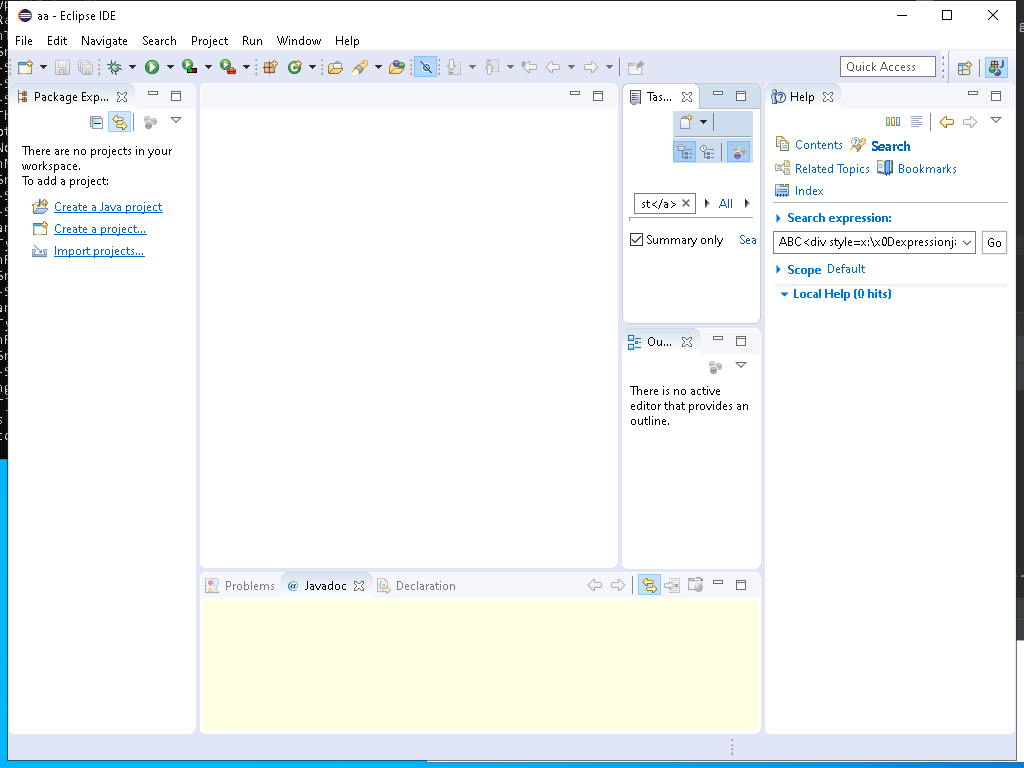 aa - Eclipse IDE
File Edit Navigate Search Project Run Window Help
Quick Access
Package Exp...
There are no projects in your
workspace.
To add a project:
Create a Java project
Create a project...
Import projects...
Tas...
st</a>
All
Summary only Sea
Ou...
There is no active
editor that provides an
outline.
Help
Contents Search
Related Topics Bookmarks
Index
Search expression:
ABC<div style=x:\x0Dexpression Go
Scope Default
Local Help (0 hits)
Problems @ Javadoc Declaration